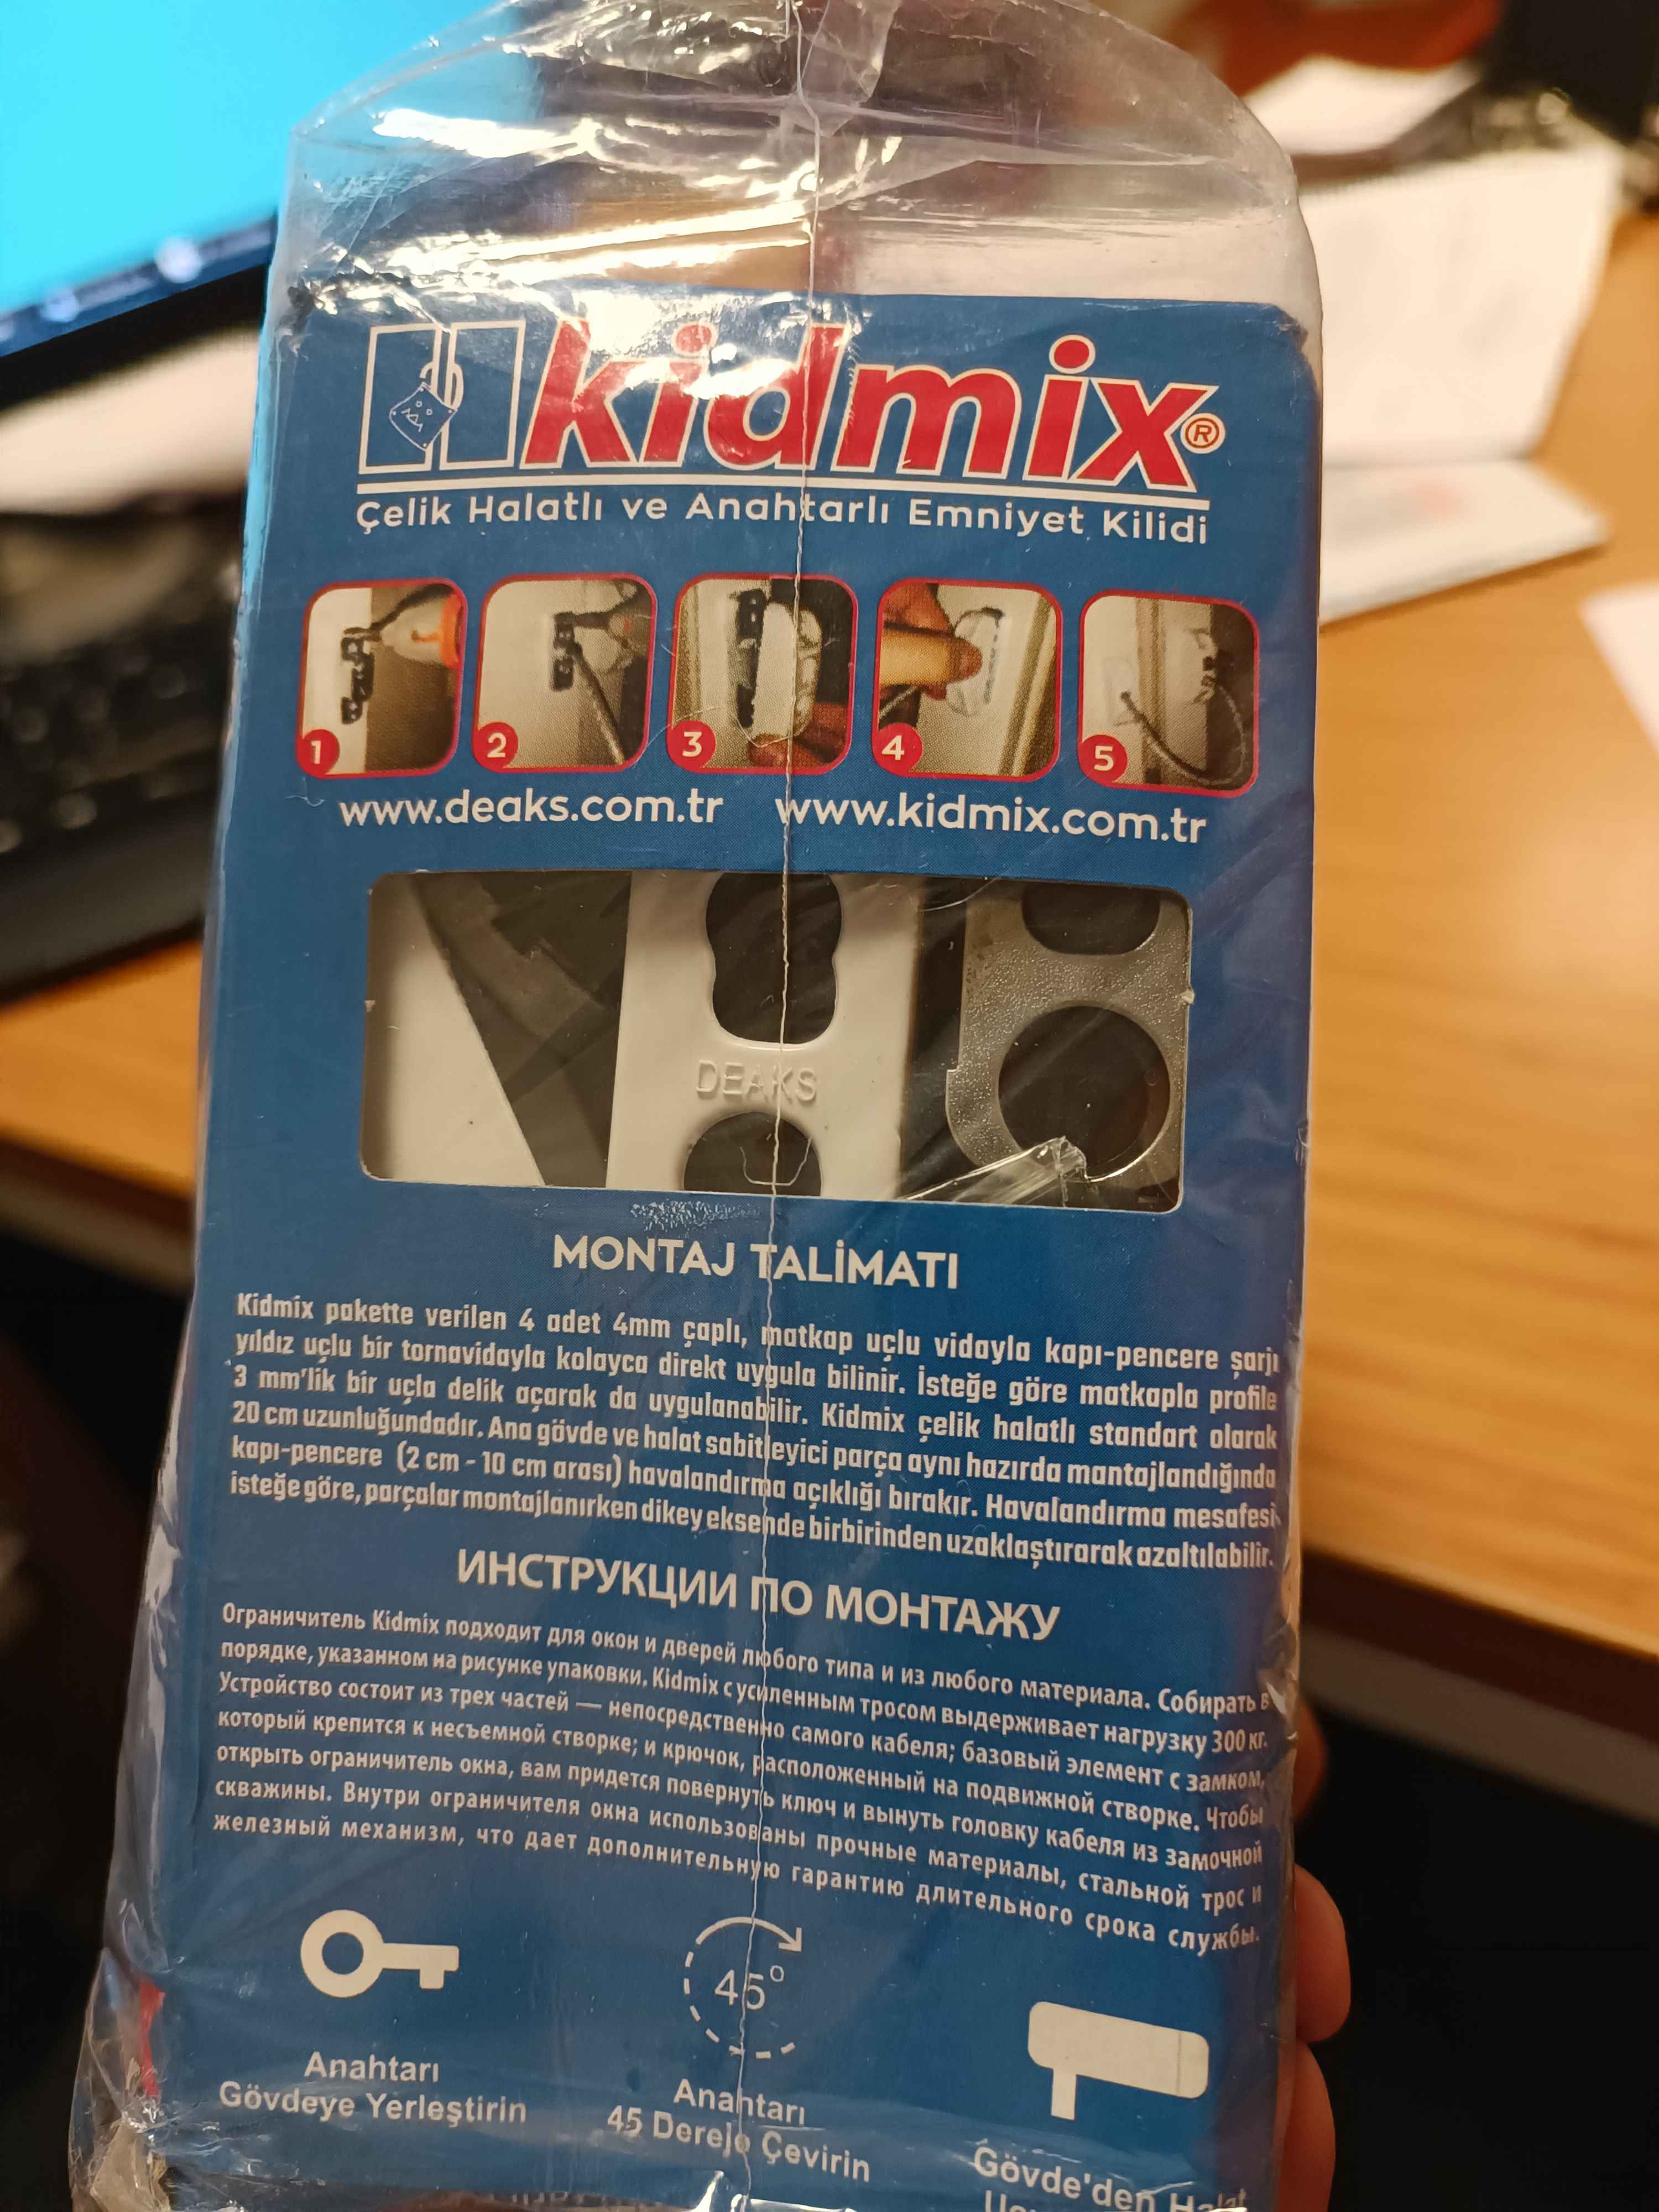 kidmix®
Çelik Halatlı ve Anahtarlı Emniyet Kilidi
1 2 3 4 5
www.deaks.com.tr www.kidmix.com.tr
DEAKS
MONTAJ TALİMATI
Kidmix pakette verilen 4 adet 4mm çaplı, matkap uçlu vidayla kapı-pencere şarjı
yıldız uçlu bir tornavidayla kolayca direkt uygula bilinir. İsteğe göre matkapla profile
3 mm'lik bir uçla delik açarak da uygulanabilir. Kidmix çelik halatlı standart olarak
20 cm uzunluğundadır. Ana gövde ve halat sabitleyici parça aynı hazırda mantajlandığında
kapı-pencere (2 cm - 10 cm arası) havalandırma açıklığı bırakır. Havalandırma mesafesi
isteğe göre, parçalar montajlanırken dikey eksende birbirinden uzaklaştırarak azaltılabilir.
ИНСТРУКЦИИ ПО МОНТАЖУ
Ограничитель Kidmix подходит для окон и дверей любого типа и из любого материала. Собирать в
порядке, указанном на рисунке упаковки. Kidmix с усиленным тросом выдерживает нагрузку 300 кг.
Устройство состоит из трех частей — непосредственно самого кабеля; базовый элемент с замком,
который крепится к несъемной створке; и крючок, расположенный на подвижной створке. Чтобы
открыть ограничитель окна, вам придется повернуть ключ и вынуть головку кабеля из замочной
скважины. Внутри ограничителя окна использованы прочные материалы, стальной трос и
железный механизм, что дает дополнительную гарантию длительного срока службы.
45°
Anahtarı
Gövdeye Yerleştirin
Anahtarı
45 Dereje Çevirin
Gövde'den Halat